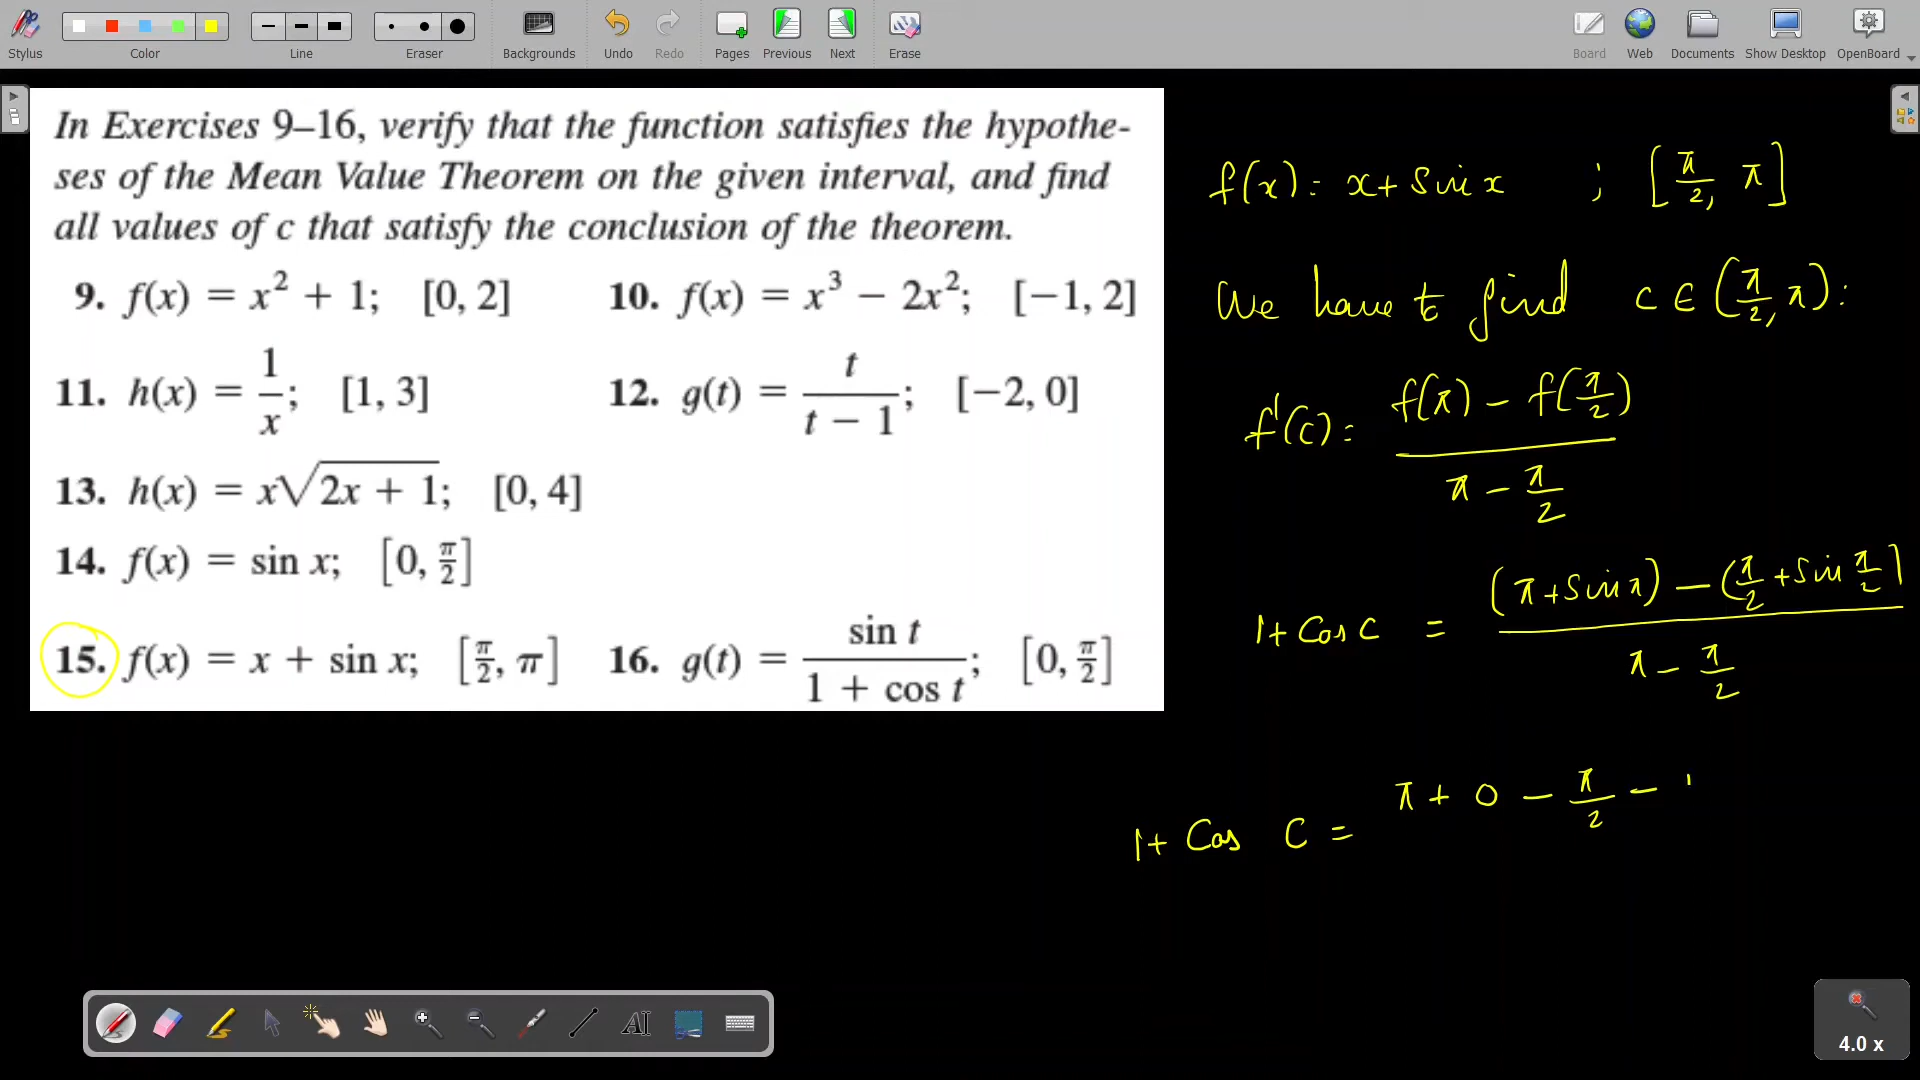 Stylus Color Line Eraser Backgrounds Undo Redo Pages Previous Next Erase Board Web Documents Show Desktop OpenBoard
In Exercises 9–16, verify that the function satisfies the hypothe-
ses of the Mean Value Theorem on the given interval, and find
all values of c that satisfy the conclusion of the theorem.
9. f(x) = x² + 1; [0, 2] 10. f(x) = x³ − 2x²; [−1, 2]
11. h(x) = 1/x; [1, 3] 12. g(t) = t/(t − 1); [−2, 0]
13. h(x) = x√(2x + 1); [0, 4]
14. f(x) = sin x; [0, π/2]
15. f(x) = x + sin x; [π/2, π] 16. g(t) = sin t/(1 + cos t); [0, π/2]
f(x) = x + sin x ; [π/2, π]
We have to find c ∈ (π/2, π):
f'(c) = (f(π) − f(π/2))/(π − π/2)
1 + Cos c = ((π + sin π) − (π/2 + sin π/2))/(π − π/2)
1 + Cos C = π + 0 − π/2 −
4.0 x